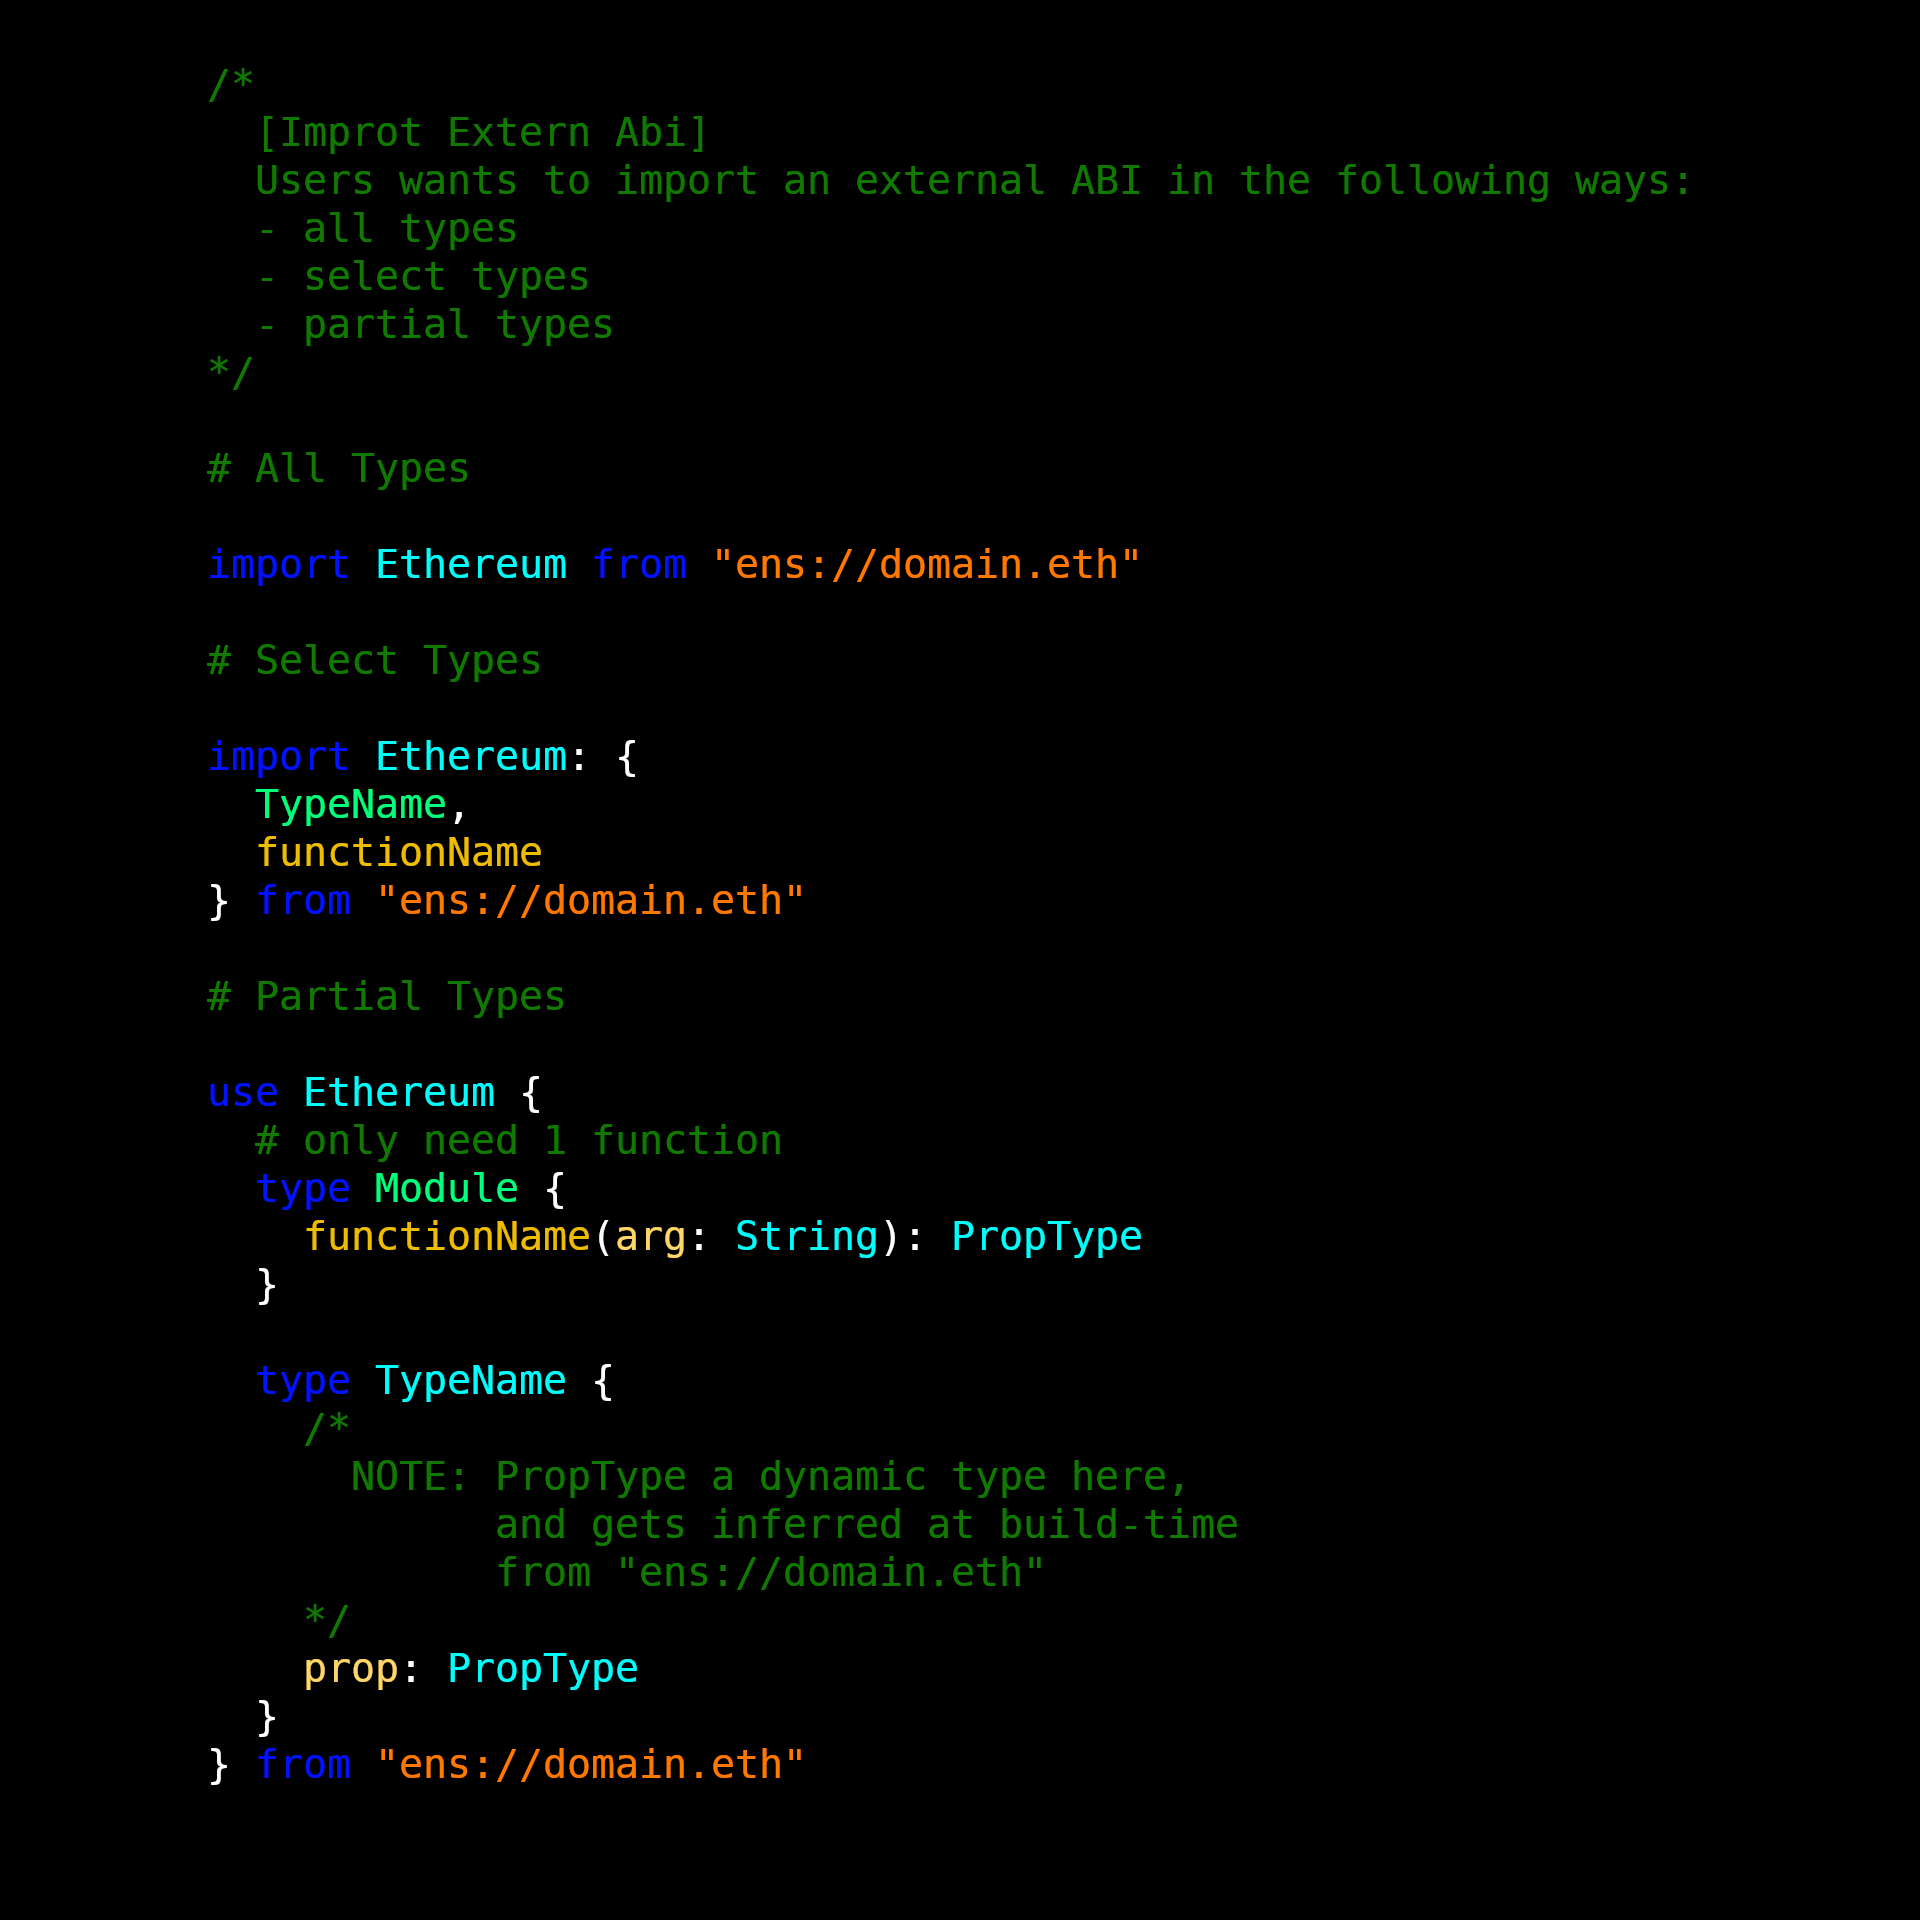 /*
  [Improt Extern Abi]
  Users wants to import an external ABI in the following ways:
  - all types
  - select types
  - partial types
*/

# All Types

import Ethereum from "ens://domain.eth"

# Select Types

import Ethereum: {
  TypeName,
  functionName
} from "ens://domain.eth"

# Partial Types

use Ethereum {
  # only need 1 function
  type Module {
    functionName(arg: String): PropType
  }

  type TypeName {
    /*
      NOTE: PropType a dynamic type here,
            and gets inferred at build-time
            from "ens://domain.eth"
    */
    prop: PropType
  }
} from "ens://domain.eth"